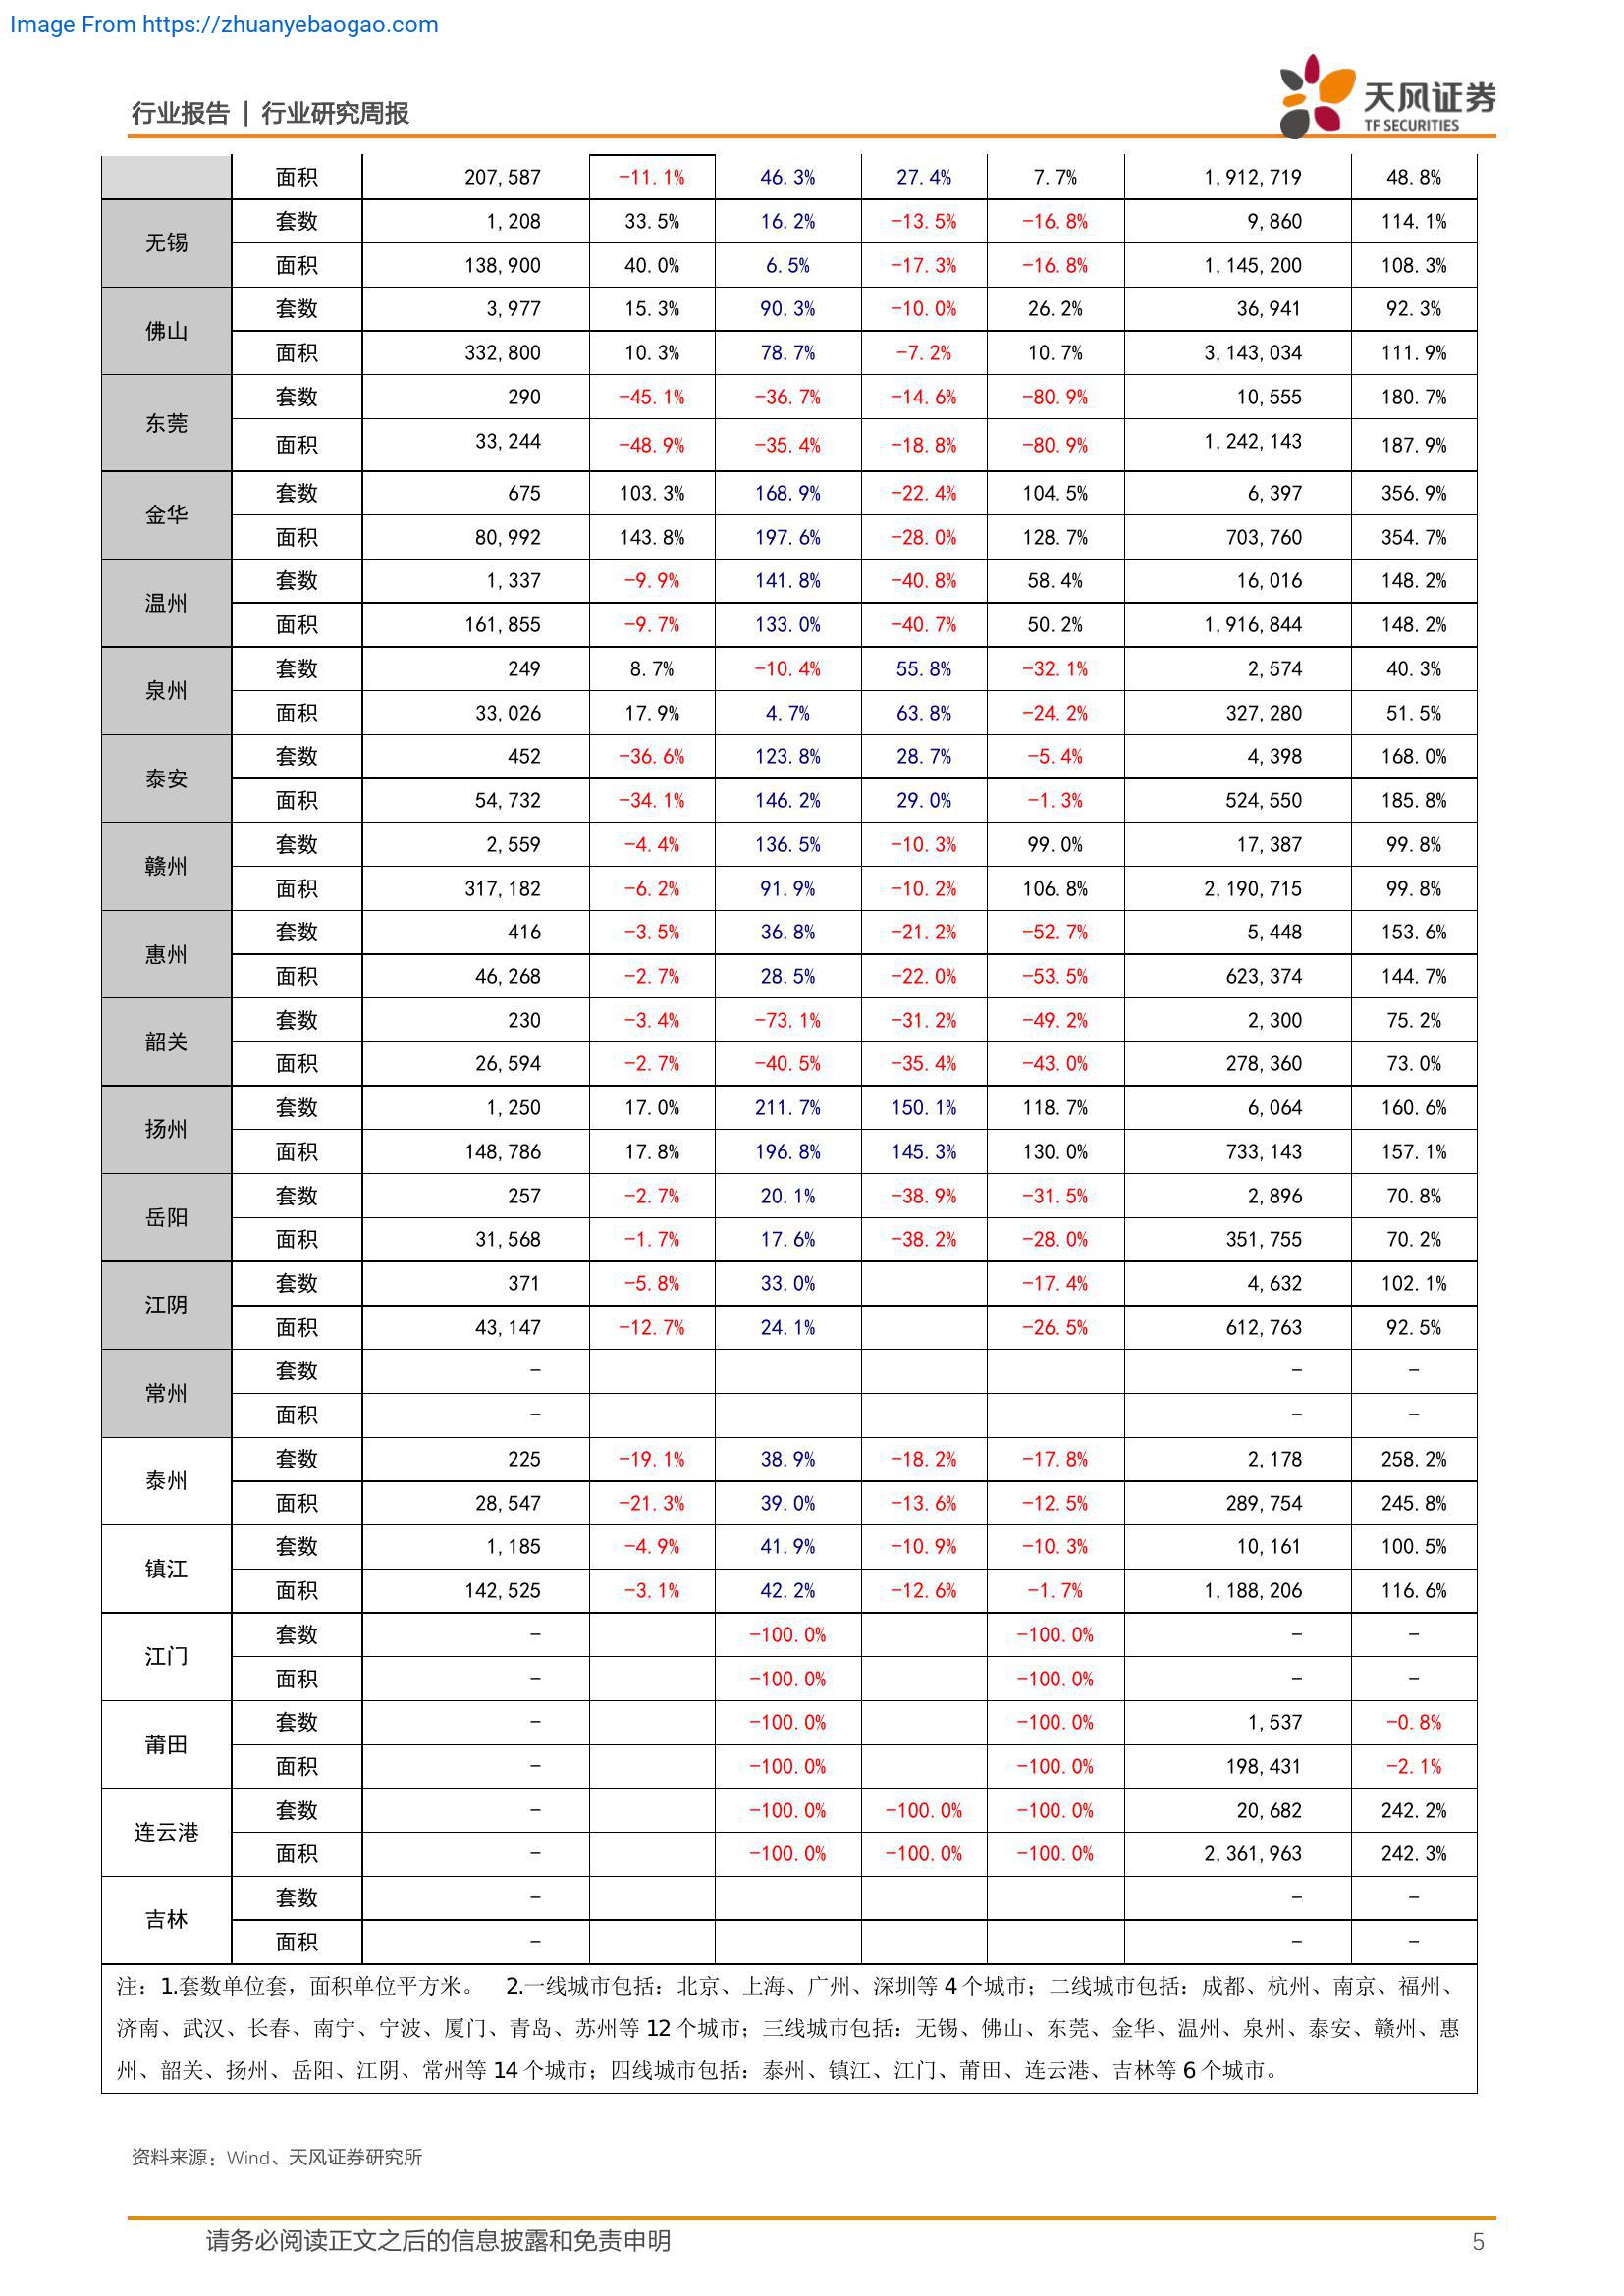 Image From https://zhuanyebaogao.com
天风证券
TF SECURITIES
行业报告 | 行业研究周报
面积 207,587 -11.1% 46.3% 27.4% 7.7% 1,912,719 48.8%
无锡 套数 1,208 33.5% 16.2% -13.5% -16.8% 9,860 114.1%
面积 138,900 40.0% 6.5% -17.3% -16.8% 1,145,200 108.3%
佛山 套数 3,977 15.3% 90.3% -10.0% 26.2% 36,941 92.3%
面积 332,800 10.3% 78.7% -7.2% 10.7% 3,143,034 111.9%
东莞 套数 290 -45.1% -36.7% -14.6% -80.9% 10,555 180.7%
面积 33,244 -48.9% -35.4% -18.8% -80.9% 1,242,143 187.9%
金华 套数 675 103.3% 168.9% -22.4% 104.5% 6,397 356.9%
面积 80,992 143.8% 197.6% -28.0% 128.7% 703,760 354.7%
温州 套数 1,337 -9.9% 141.8% -40.8% 58.4% 16,016 148.2%
面积 161,855 -9.7% 133.0% -40.7% 50.2% 1,916,844 148.2%
泉州 套数 249 8.7% -10.4% 55.8% -32.1% 2,574 40.3%
面积 33,026 17.9% 4.7% 63.8% -24.2% 327,280 51.5%
泰安 套数 452 -36.6% 123.8% 28.7% -5.4% 4,398 168.0%
面积 54,732 -34.1% 146.2% 29.0% -1.3% 524,550 185.8%
赣州 套数 2,559 -4.4% 136.5% -10.3% 99.0% 17,387 99.8%
面积 317,182 -6.2% 91.9% -10.2% 106.8% 2,190,715 99.8%
惠州 套数 416 -3.5% 36.8% -21.2% -52.7% 5,448 153.6%
面积 46,268 -2.7% 28.5% -22.0% -53.5% 623,374 144.7%
韶关 套数 230 -3.4% -73.1% -31.2% -49.2% 2,300 75.2%
面积 26,594 -2.7% -40.5% -35.4% -43.0% 278,360 73.0%
扬州 套数 1,250 17.0% 211.7% 150.1% 118.7% 6,064 160.6%
面积 148,786 17.8% 196.8% 145.3% 130.0% 733,143 157.1%
岳阳 套数 257 -2.7% 20.1% -38.9% -31.5% 2,896 70.8%
面积 31,568 -1.7% 17.6% -38.2% -28.0% 351,755 70.2%
江阴 套数 371 -5.8% 33.0% -17.4% 4,632 102.1%
面积 43,147 -12.7% 24.1% -26.5% 612,763 92.5%
常州 套数 - - -
面积 - - -
泰州 套数 225 -19.1% 38.9% -18.2% -17.8% 2,178 258.2%
面积 28,547 -21.3% 39.0% -13.6% -12.5% 289,754 245.8%
镇江 套数 1,185 -4.9% 41.9% -10.9% -10.3% 10,161 100.5%
面积 142,525 -3.1% 42.2% -12.6% -1.7% 1,188,206 116.6%
江门 套数 - -100.0% -100.0% - -
面积 - -100.0% -100.0% - -
莆田 套数 - -100.0% -100.0% 1,537 -0.8%
面积 - -100.0% -100.0% 198,431 -2.1%
连云港 套数 - -100.0% -100.0% -100.0% 20,682 242.2%
面积 - -100.0% -100.0% -100.0% 2,361,963 242.3%
吉林 套数 - - -
面积 - - -
注：1.套数单位套，面积单位平方米。 2.一线城市包括：北京、上海、广州、深圳等 4 个城市；二线城市包括：成都、杭州、南京、福州、
济南、武汉、长春、南宁、宁波、厦门、青岛、苏州等 12 个城市；三线城市包括：无锡、佛山、东莞、金华、温州、泉州、泰安、赣州、惠
州、韶关、扬州、岳阳、江阴、常州等 14 个城市；四线城市包括：泰州、镇江、江门、莆田、连云港、吉林等 6 个城市。
资料来源：Wind、天风证券研究所
请务必阅读正文之后的信息披露和免责申明 5